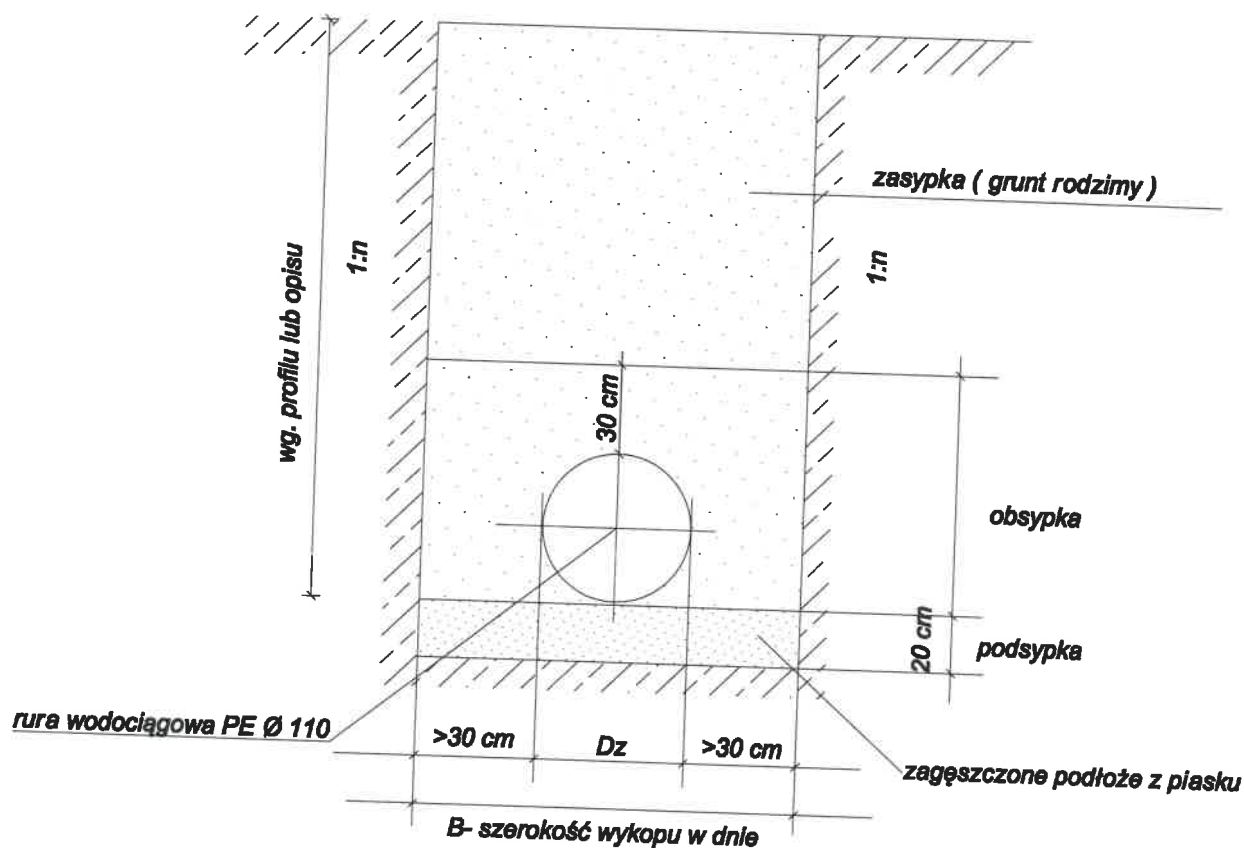 zasypka ( grunt rodzimy )
wg. profilu lub opisu
1:n
1:n
30 cm
obsypka
20 cm
podsypka
rura wodociągowa PE Ø 110
>30 cm
Dz
>30 cm
zagęszczone podłoże z piasku
B- szerokość wykopu w dnie